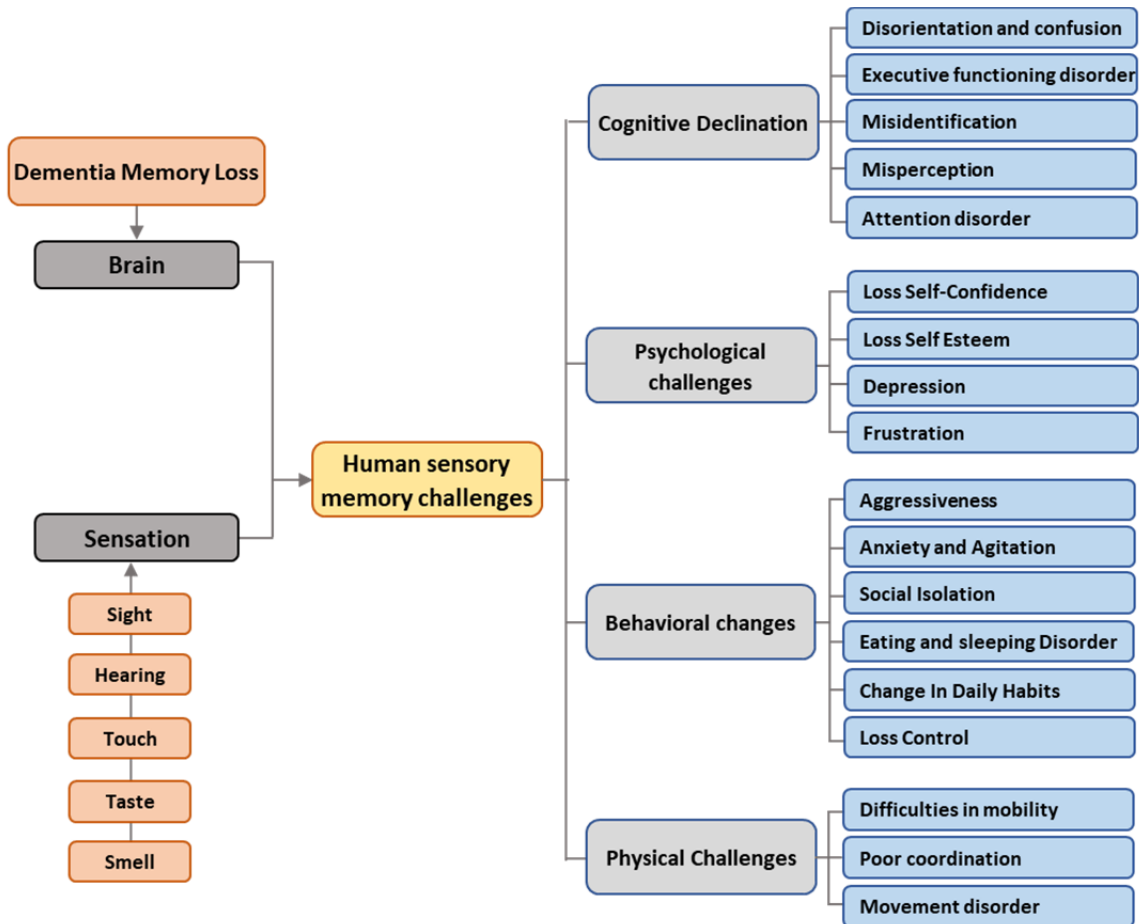 Dementia Memory Loss
Brain
Sensation
Sight
Hearing
Touch
Taste
Smell
Human sensory
memory challenges
Cognitive Declination
Disorientation and confusion
Executive functioning disorder
Misidentification
Misperception
Attention disorder
Psychological
challenges
Loss Self-Confidence
Loss Self Esteem
Depression
Frustration
Behavioral changes
Aggressiveness
Anxiety and Agitation
Social Isolation
Eating and sleeping Disorder
Change In Daily Habits
Loss Control
Physical Challenges
Difficulties in mobility
Poor coordination
Movement disorder